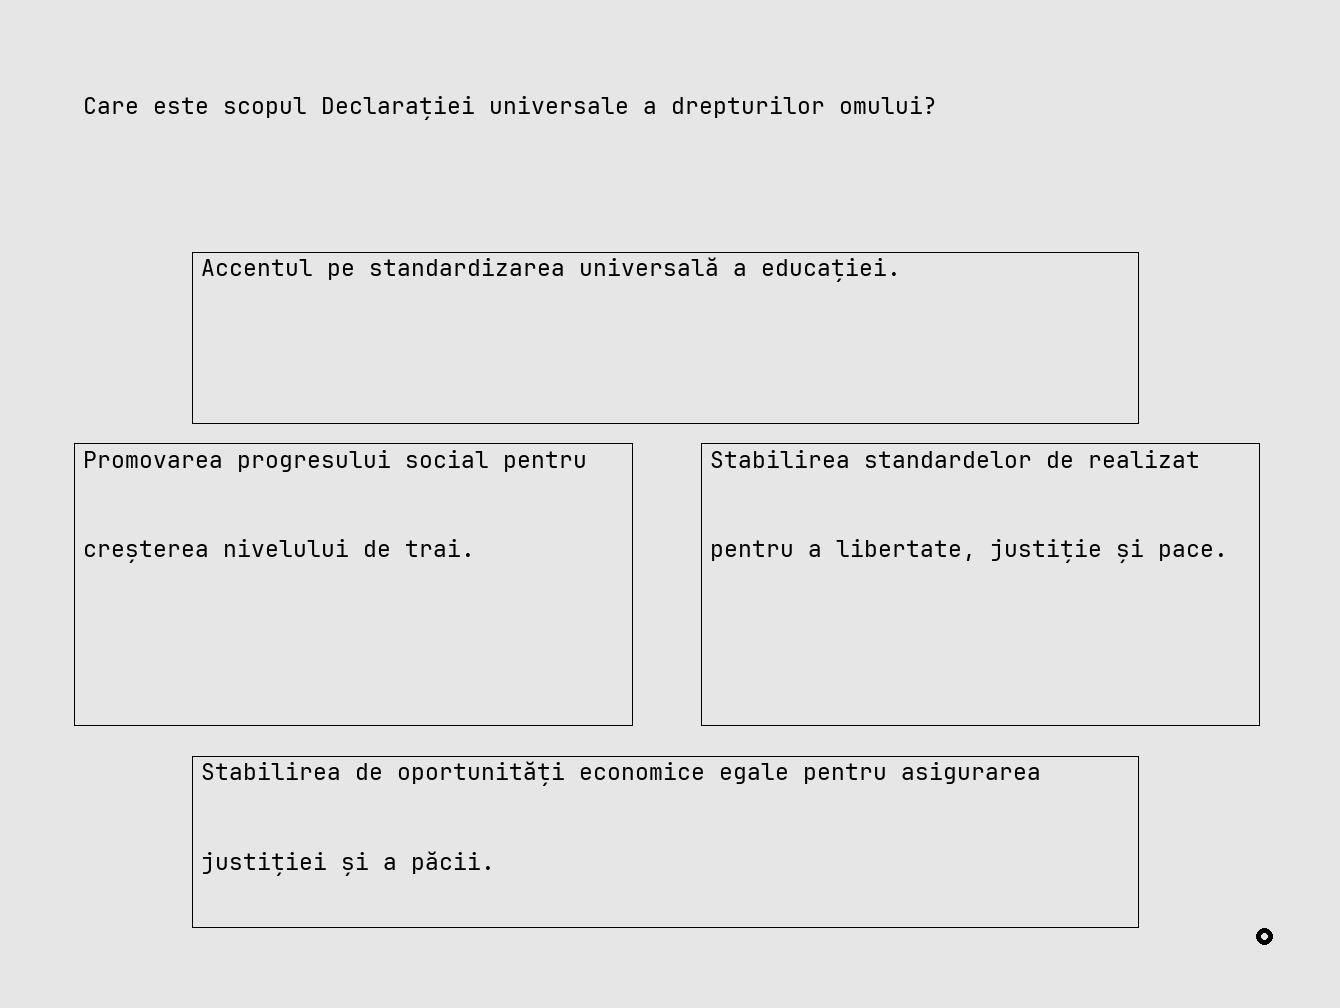 Care este scopul Declarației universale a drepturilor omului?
Accentul pe standardizarea universală a educației.
Promovarea progresului social pentru
creșterea nivelului de trai.
Stabilirea standardelor de realizat
pentru a libertate, justiție și pace.
Stabilirea de oportunități economice egale pentru asigurarea
justiției și a păcii.